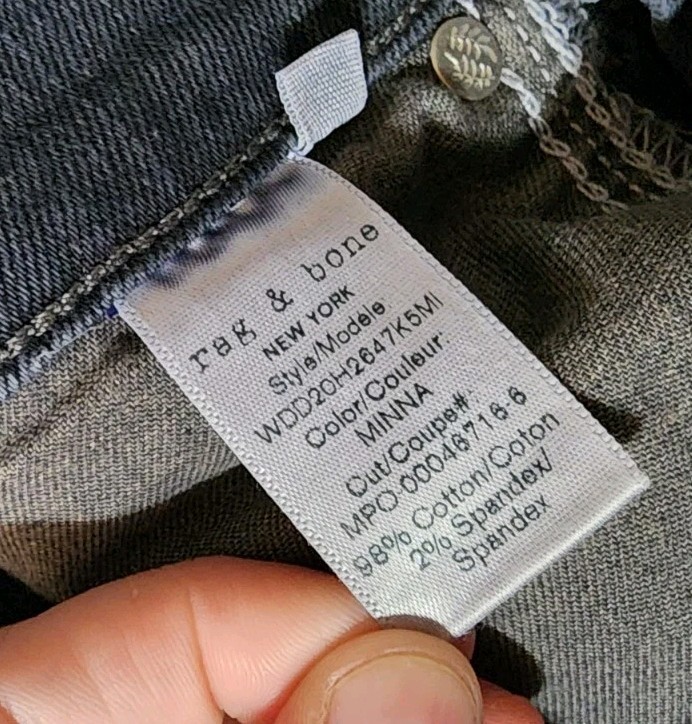 rag & bone
NEW YORK
Style/Modèle
WDD20H2647K5MI
Color/Couleur
MINNA
Cut/Coupe#
MPO-00046716-6
98% Cotton/Coton
2% Spandex/
Spandex